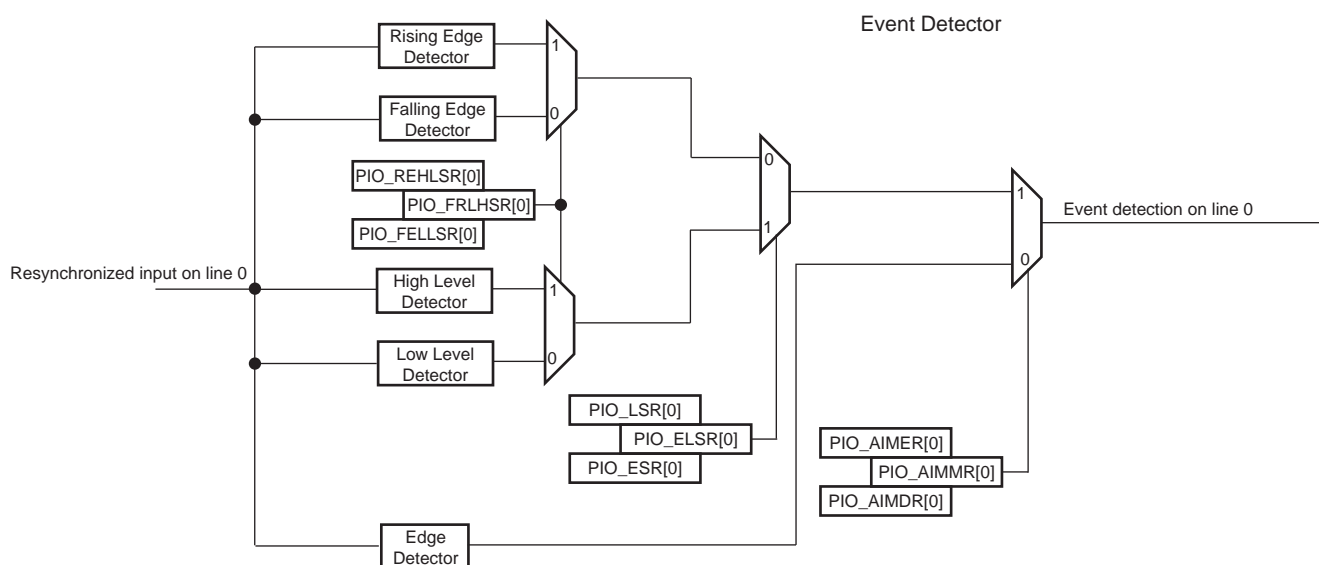 Event Detector
Rising Edge
Detector
1
Falling Edge
Detector
0
PIO_REHLSR[0]
PIO_FRLHSR[0]
PIO_FELLSR[0]
0
1
1
0
Event detection on line 0
Resynchronized input on line 0
High Level
Detector
1
Low Level
Detector
0
PIO_LSR[0]
PIO_ELSR[0]
PIO_ESR[0]
PIO_AIMER[0]
PIO_AIMMR[0]
PIO_AIMDR[0]
Edge
Detector